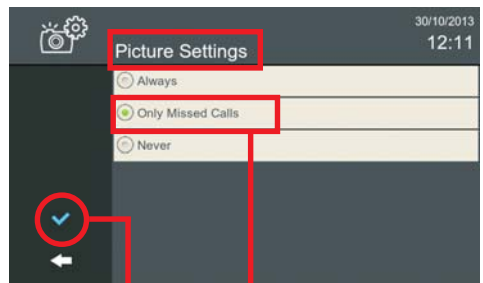 30/10/2013
12:11
Picture Settings
Always
Only Missed Calls
Never